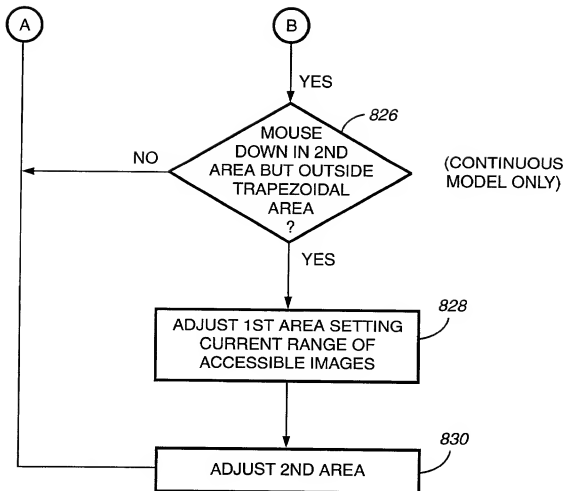 A
B
YES
826
MOUSE
DOWN IN 2ND
AREA BUT OUTSIDE
TRAPEZOIDAL
AREA
?
NO
(CONTINUOUS
MODEL ONLY)
YES
828
ADJUST 1ST AREA SETTING
CURRENT RANGE OF
ACCESSIBLE IMAGES
830
ADJUST 2ND AREA